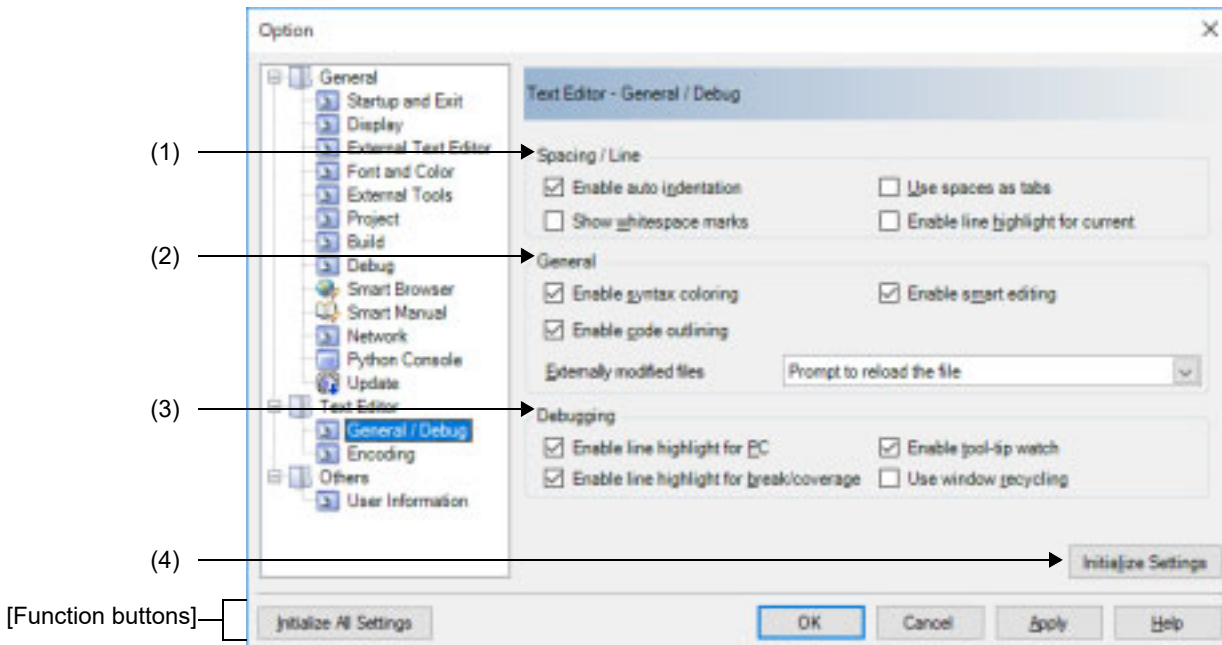 Option
General
Startup and Exit
Display
External Text Editor
Font and Color
External Tools
Project
Build
Debug
Smart Browser
Smart Manual
Network
Python Console
Update
Text Editor
General / Debug
Encoding
Others
User Information
Text Editor - General / Debug
(1)
Spacing / Line
Enable auto indentation
Use spaces as tabs
Show whitespace marks
Enable line highlight for current
(2)
General
Enable syntax coloring
Enable smart editing
Enable code outlining
Externally modified files
Prompt to reload the file
(3)
Debugging
Enable line highlight for PC
Enable tool-tip watch
Enable line highlight for break/coverage
Use window recycling
(4)
Initialize Settings
[Function buttons]
Initialize All Settings
OK
Cancel
Apply
Help